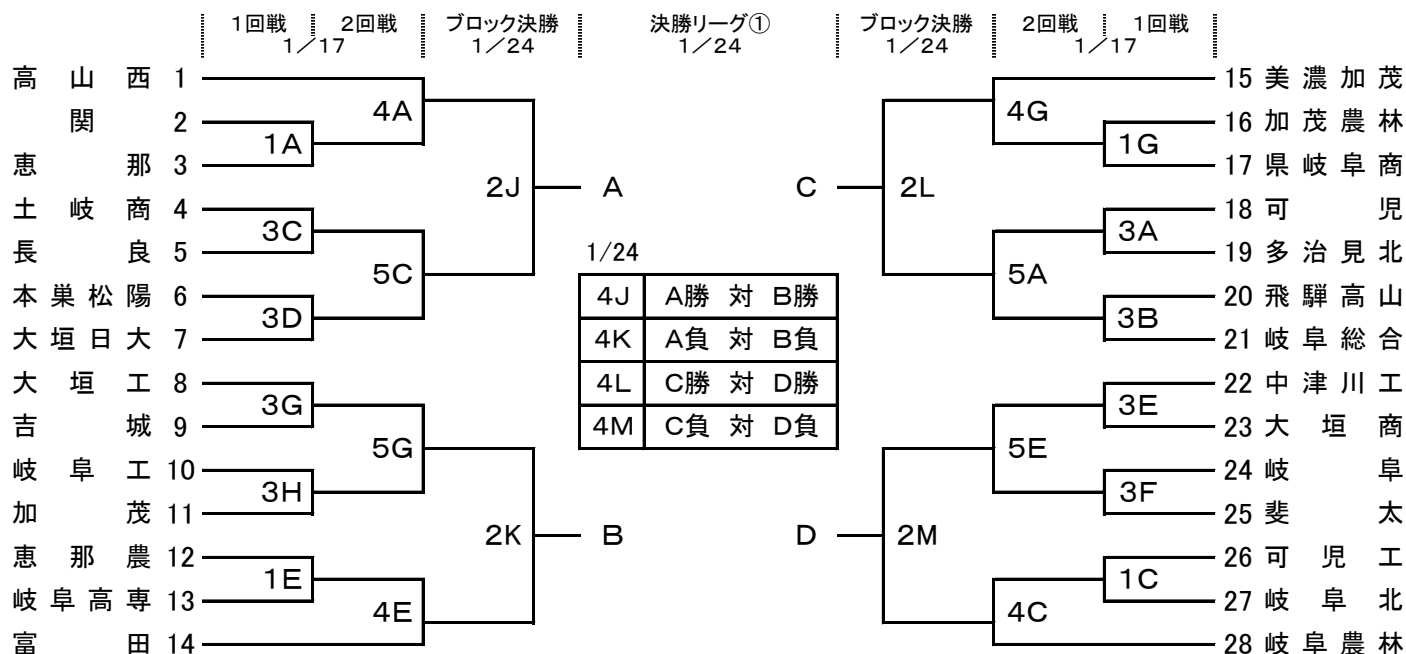 1回戦 2回戦 ブロック決勝 決勝リーグ① ブロック決勝 2回戦 1回戦
1／17 1／24 1／24 1／24 1／17
高山西 1
関 2
恵那 3
土岐商 4
長良 5
本巣松陽 6
大垣日大 7
大垣工 8
吉城 9
岐阜工 10
加茂 11
恵那農 12
岐阜高専 13
富田 14
4A
1A
2J
3C
5C
3D
3G
5G
3H
2K
1E
4E
A
B
1/24
4J A勝 対 B勝
4K A負 対 B負
4L C勝 対 D勝
4M C負 対 D負
C
D
4G
1G
2L
3A
5A
3B
3E
5E
3F
2M
1C
4C
15 美濃加茂
16 加茂農林
17 県岐阜商
18 可児
19 多治見北
20 飛騨高山
21 岐阜総合
22 中津川工
23 大垣商
24 岐阜
25 斐太
26 可児工
27 岐阜北
28 岐阜農林